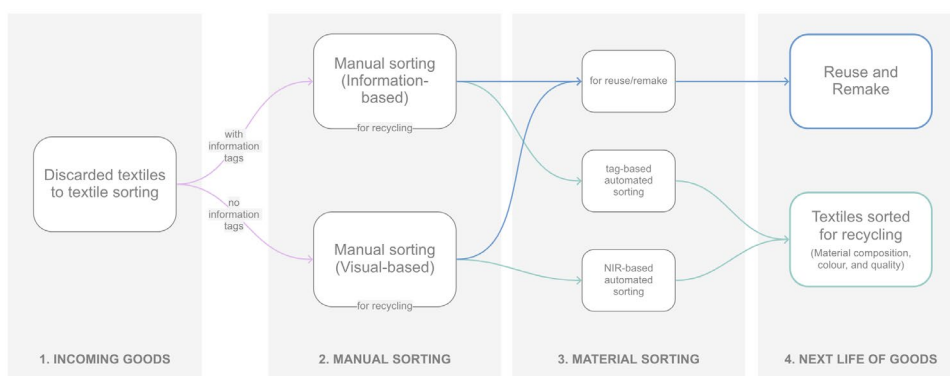 Discarded textiles
to textile sorting
with
information
tags
no
information
tags
Manual sorting
(Information-
based)
for recycling
Manual sorting
(Visual-based)
for recycling
for reuse/remake
tag-based
automated
sorting
NIR-based
automated
sorting
Reuse and
Remake
Textiles sorted
for recycling
(Material composition,
colour, and quality)
1. INCOMING GOODS
2. MANUAL SORTING
3. MATERIAL SORTING
4. NEXT LIFE OF GOODS